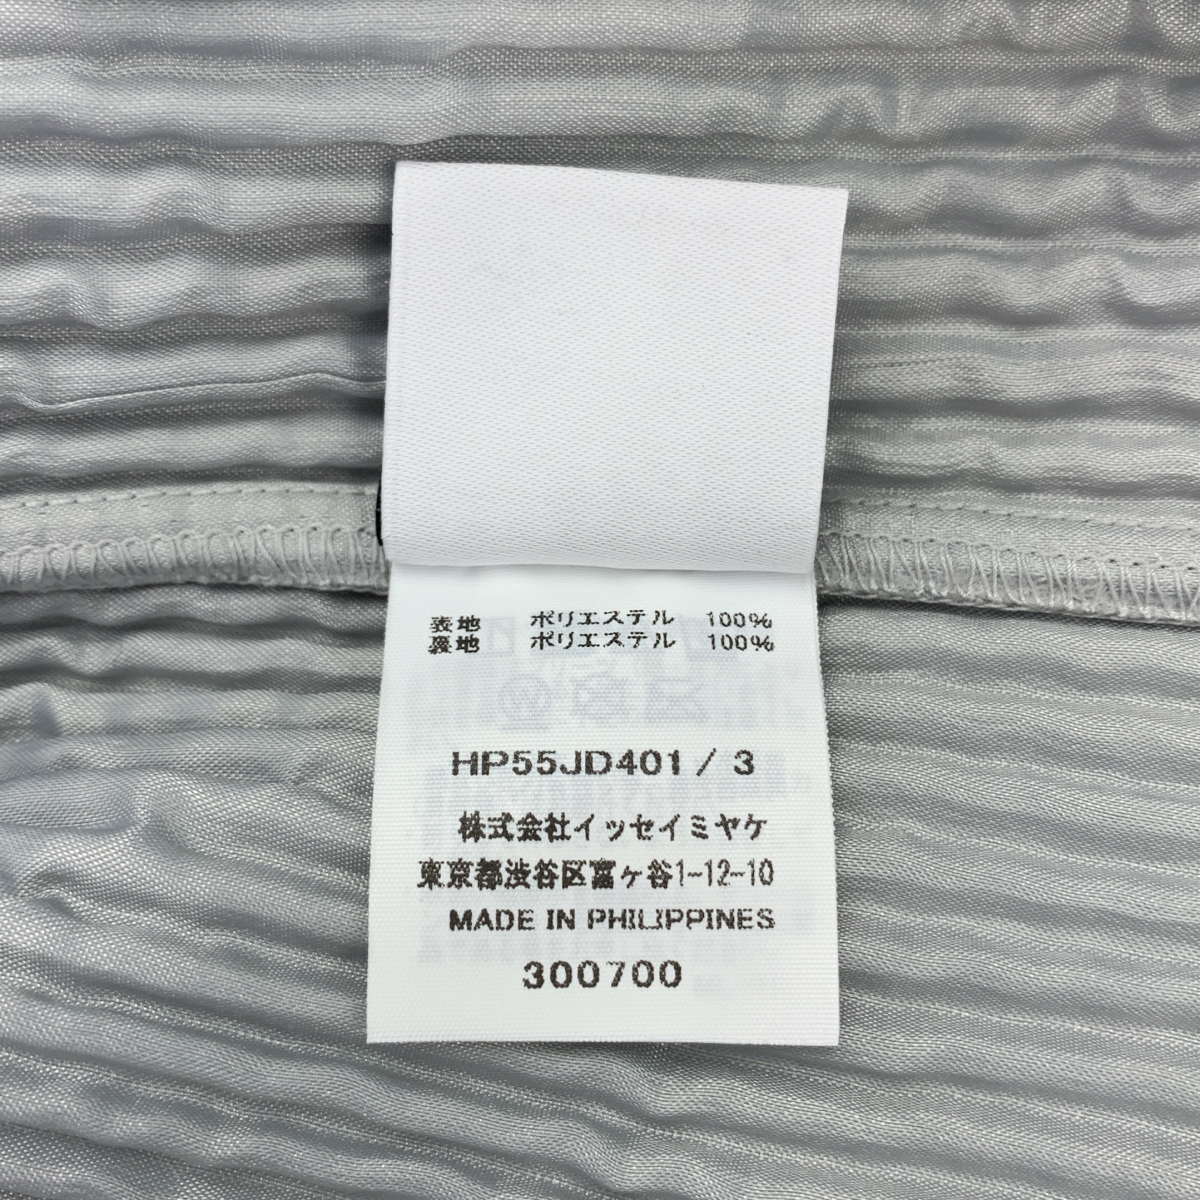 表地 ポリエステル 100%
裏地 ポリエステル 100%
HP55JD401 / 3
株式会社イッセイミヤケ
東京都渋谷区富ヶ谷1-12-10
MADE IN PHILIPPINES
300700